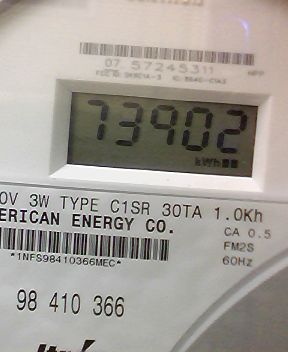 07 57245311
73902
kWh
0V 3W TYPE C1SR 30TA 1.0Kh
ERICAN ENERGY CO.
CA 0.5
FM2S
60Hz
*1NFS98410366MEC*
98 410 366